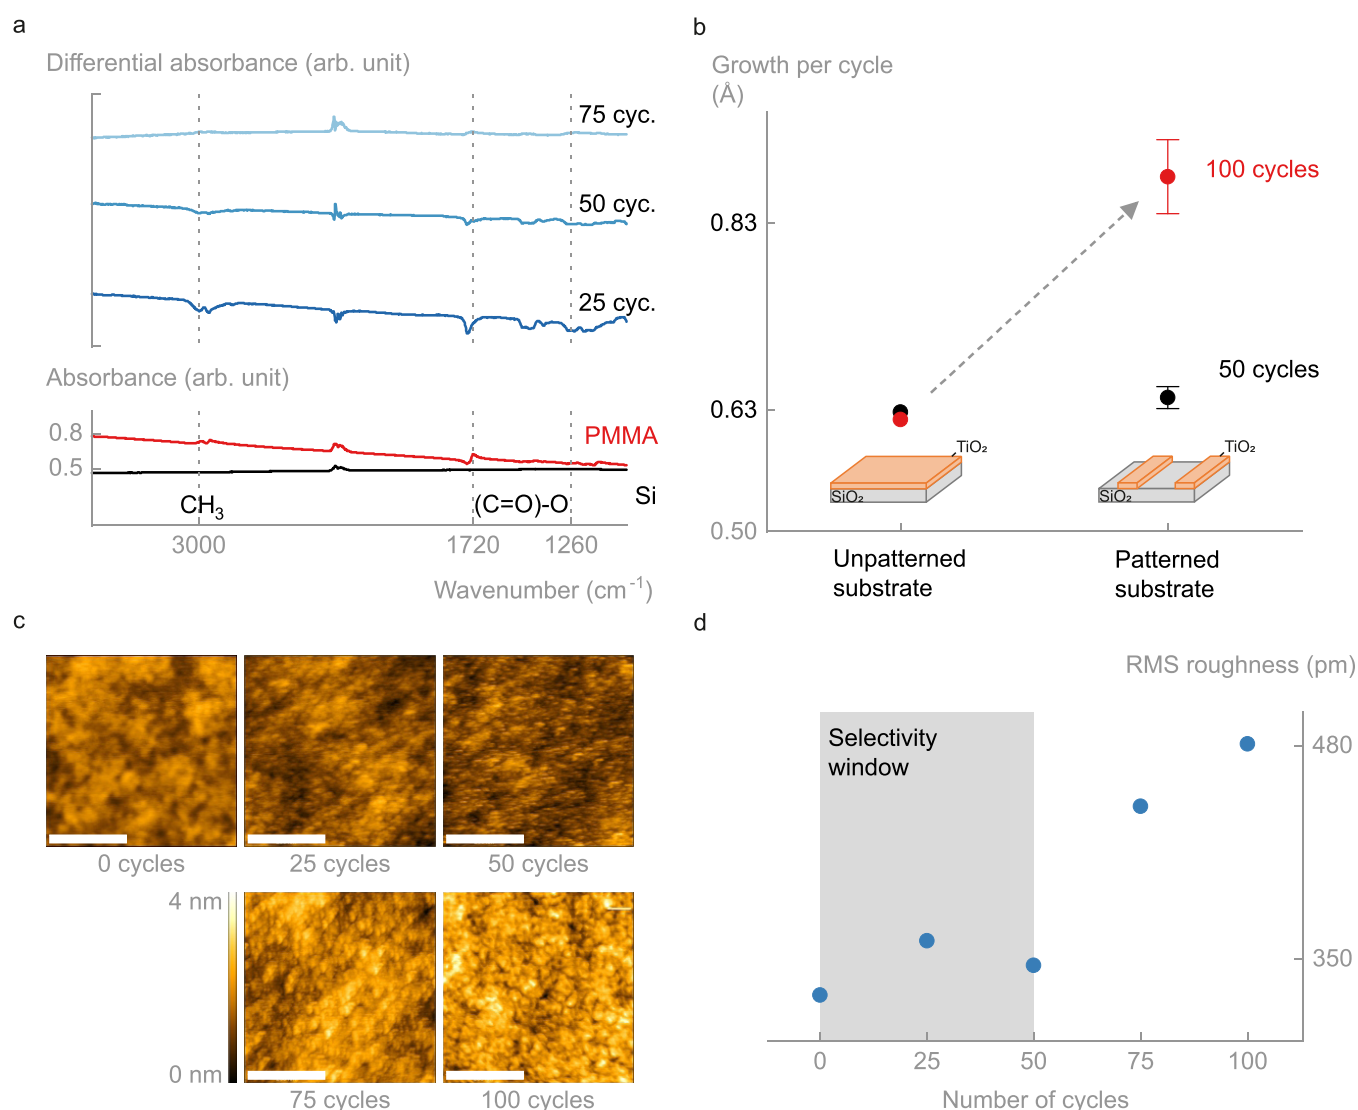 a
Differential absorbance (arb. unit)
75 cyc.
50 cyc.
25 cyc.
Absorbance (arb. unit)
0.8
0.5
PMMA
Si
CH₃
(C=O)-O
3000
1720
1260
Wavenumber (cm⁻¹)
b
Growth per cycle
(Å)
100 cycles
0.83
50 cycles
0.63
TiO₂
SiO₂
TiO₂
SiO₂
0.50
Unpatterned
substrate
Patterned
substrate
c
0 cycles
25 cycles
50 cycles
4 nm
0 nm
75 cycles
100 cycles
d
RMS roughness (pm)
Selectivity
window
480
350
0
25
50
75
100
Number of cycles